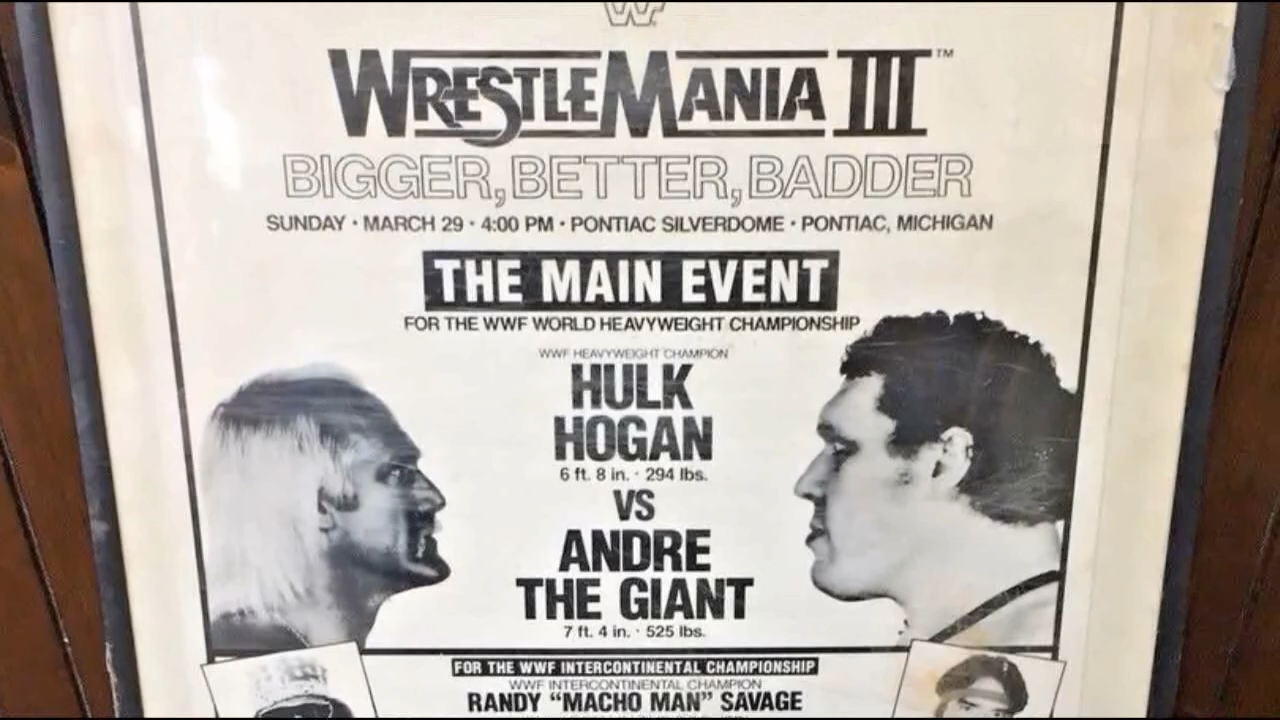 W
WRESTLEMANIA III™
BIGGER, BETTER, BADDER
SUNDAY · MARCH 29 · 4:00 PM · PONTIAC SILVERDOME · PONTIAC, MICHIGAN
THE MAIN EVENT
FOR THE WWF WORLD HEAVYWEIGHT CHAMPIONSHIP
WWF HEAVYWEIGHT CHAMPION
HULK
HOGAN
6 ft. 8 in. · 294 lbs.
VS
ANDRE
THE GIANT
7 ft. 4 in. · 525 lbs.
FOR THE WWF INTERCONTINENTAL CHAMPIONSHIP
WWF INTERCONTINENTAL CHAMPION
RANDY “MACHO MAN” SAVAGE